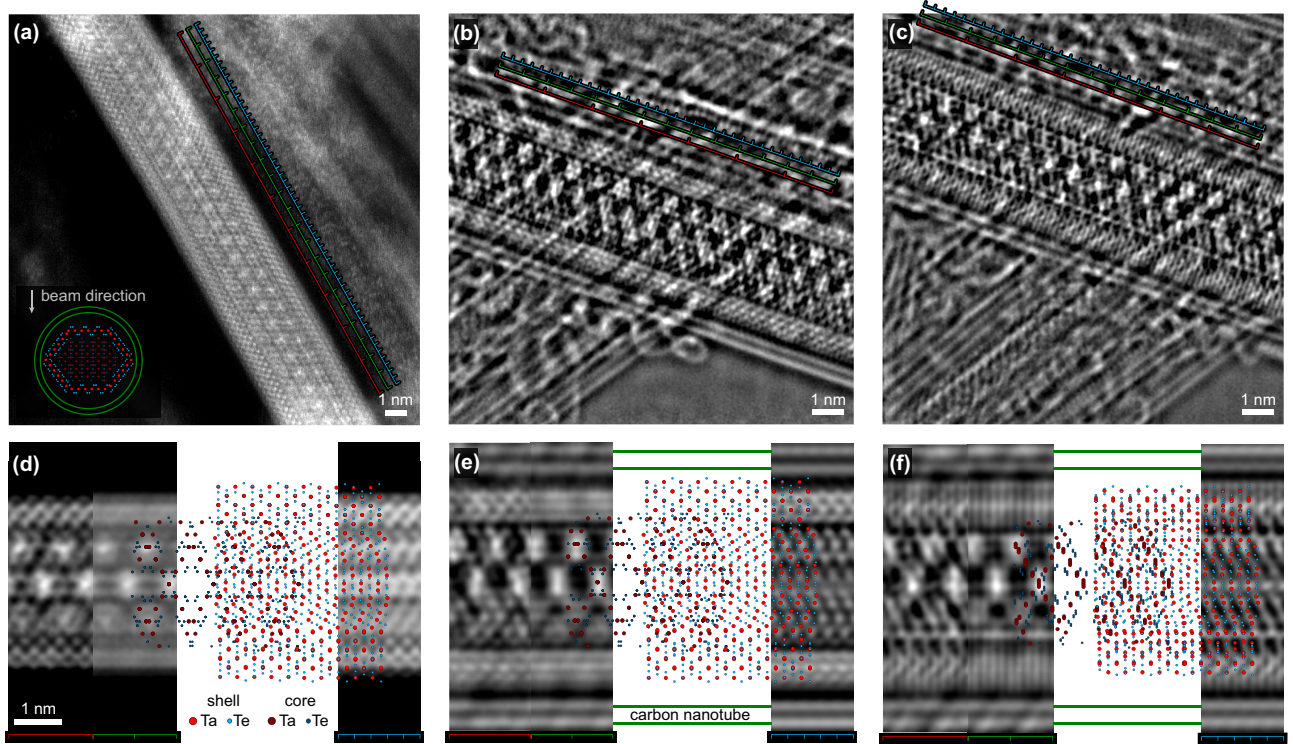 (a)
beam direction
1 nm
(b)
1 nm
(c)
1 nm
(d)
1 nm
shell core
Ta Te Ta Te
(e)
carbon nanotube
(f)